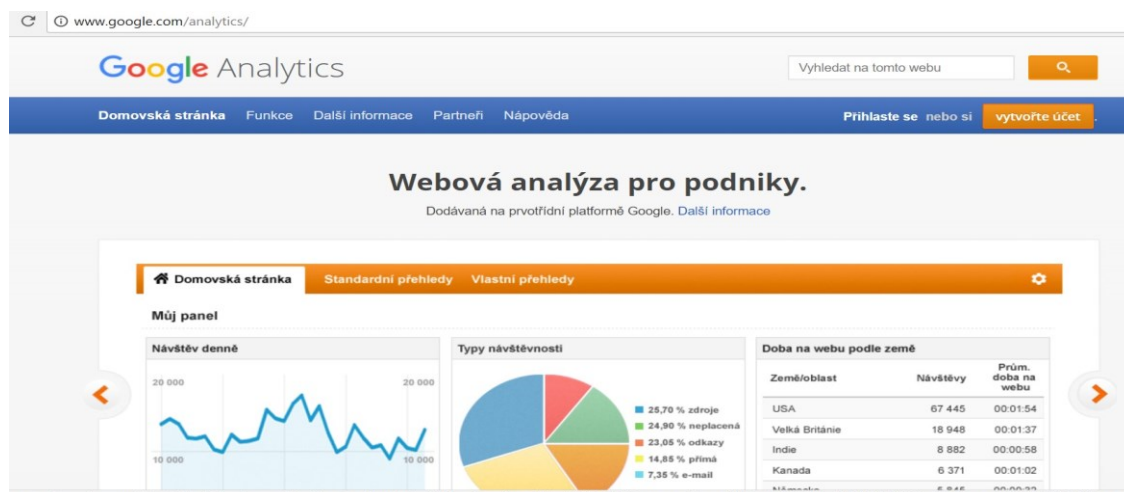 www.google.com/analytics/
Google Analytics
Vyhledat na tomto webu
Domovská stránka Funkce Další informace Partneři Nápověda Přihlaste se nebo si vytvořte účet .
Webová analýza pro podniky.
Dodávaná na prvotřídní platformě Google. Další informace
Domovská stránka Standardní přehledy Vlastní přehledy
Můj panel
Návštěv denně
20 000 20 000
10 000 10 000
Typy návštěvnosti
25,70 % zdroje
24,90 % neplacená
23,05 % odkazy
14,85 % přímá
7,35 % e-mail
Doba na webu podle země
Země/oblast Návštěvy Prům. doba na webu
USA 67 445 00:01:54
Velká Británie 18 948 00:01:37
Indie 8 882 00:00:58
Kanada 6 371 00:01:02